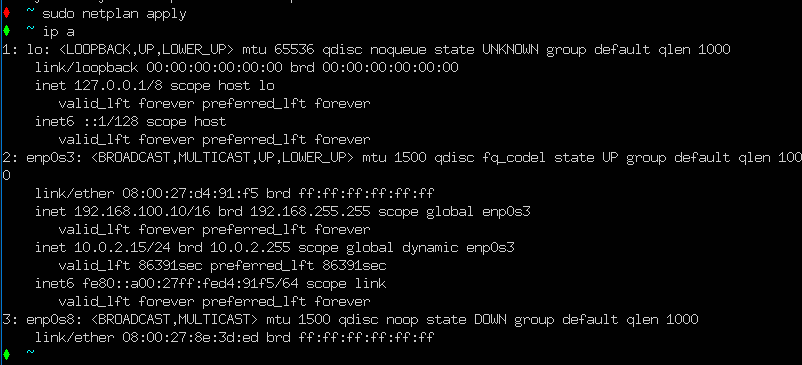 ~ sudo netplan apply
~ ip a
1: lo: <LOOPBACK,UP,LOWER_UP> mtu 65536 qdisc noqueue state UNKNOWN group default qlen 1000
link/loopback 00:00:00:00:00:00 brd 00:00:00:00:00:00
inet 127.0.0.1/8 scope host lo
valid_lft forever preferred_lft forever
inet6 ::1/128 scope host
valid_lft forever preferred_lft forever
2: enp0s3: <BROADCAST,MULTICAST,UP,LOWER_UP> mtu 1500 qdisc fq_codel state UP group default qlen 100
0
link/ether 08:00:27:d4:91:f5 brd ff:ff:ff:ff:ff:ff
inet 192.168.100.10/16 brd 192.168.255.255 scope global enp0s3
valid_lft forever preferred_lft forever
inet 10.0.2.15/24 brd 10.0.2.255 scope global dynamic enp0s3
valid_lft 86391sec preferred_lft 86391sec
inet6 fe80::a00:27ff:fed4:91f5/64 scope link
valid_lft forever preferred_lft forever
3: enp0s8: <BROADCAST,MULTICAST> mtu 1500 qdisc noop state DOWN group default qlen 1000
link/ether 08:00:27:8e:3d:ed brd ff:ff:ff:ff:ff:ff
~